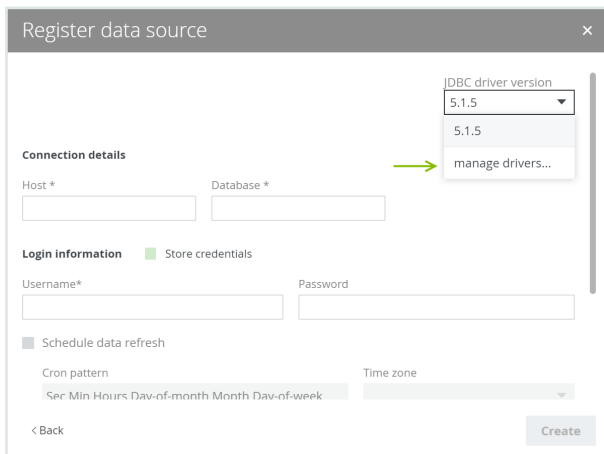 Register data source ×
JDBC driver version
5.1.5
5.1.5
manage drivers...
Connection details
Host * Database *
Login information Store credentials
Username* Password
Schedule data refresh
Cron pattern Time zone
Sec Min Hours Day-of-month Month Day-of-week
< Back Create